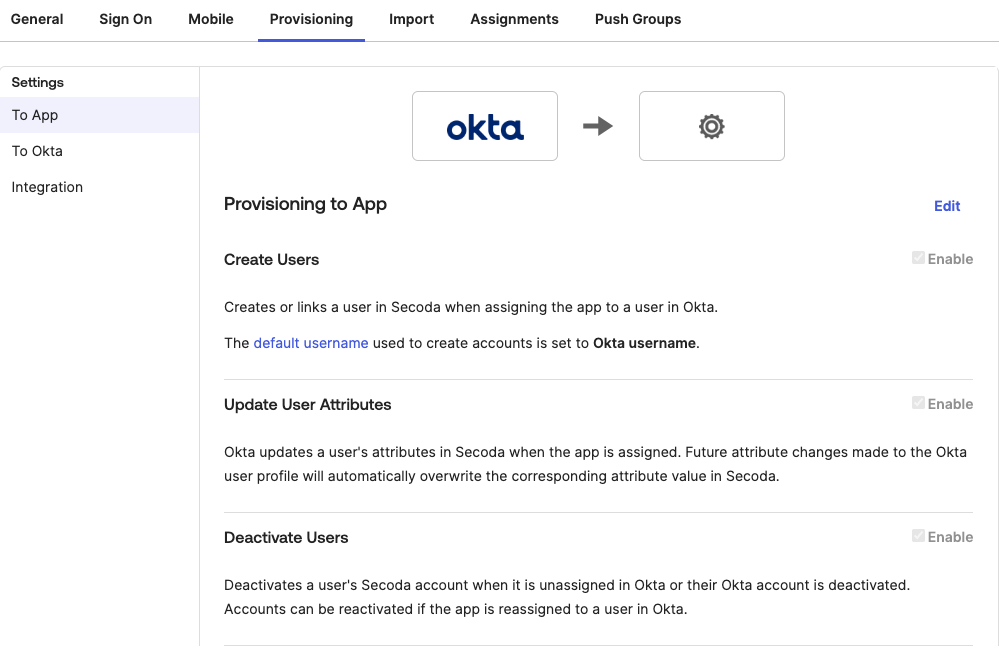 General Sign On Mobile Provisioning Import Assignments Push Groups
Settings
To App
To Okta
Integration
okta
Provisioning to App Edit
Create Users Enable
Creates or links a user in Secoda when assigning the app to a user in Okta.
The default username used to create accounts is set to Okta username.
Update User Attributes Enable
Okta updates a user's attributes in Secoda when the app is assigned. Future attribute changes made to the Okta
user profile will automatically overwrite the corresponding attribute value in Secoda.
Deactivate Users Enable
Deactivates a user's Secoda account when it is unassigned in Okta or their Okta account is deactivated.
Accounts can be reactivated if the app is reassigned to a user in Okta.